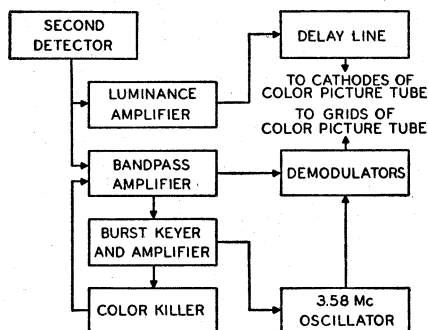 SECOND
DETECTOR
DELAY LINE
LUMINANCE
AMPLIFIER
TO CATHODES OF
COLOR PICTURE TUBE
TO GRIDS OF
COLOR PICTURE TUBE
BANDPASS
AMPLIFIER
DEMODULATORS
BURST KEYER
AND AMPLIFIER
COLOR KILLER
3.58 Mc
OSCILLATOR